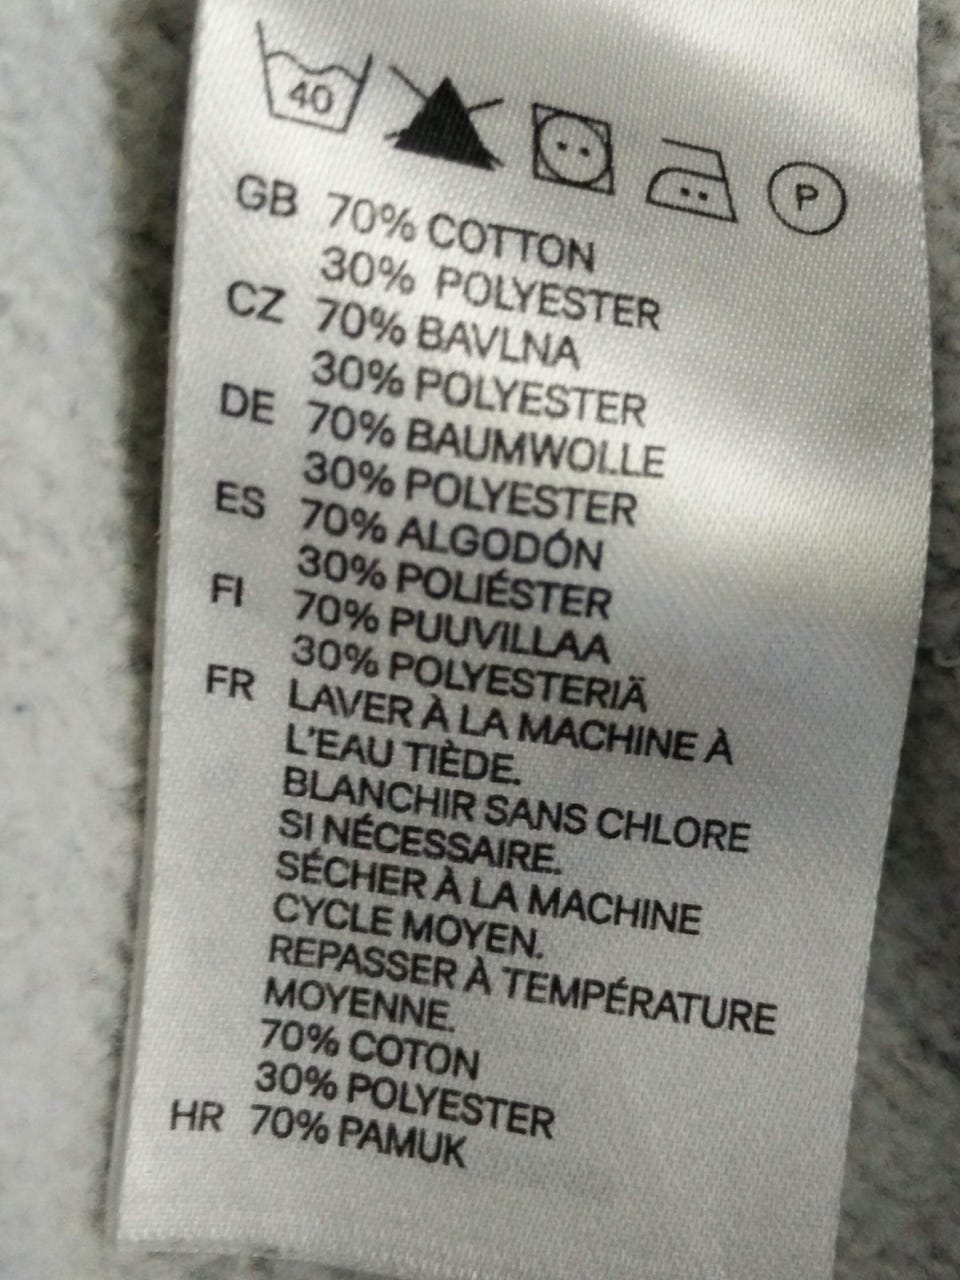 40
P
GB 70% COTTON
30% POLYESTER
CZ 70% BAVLNA
30% POLYESTER
DE 70% BAUMWOLLE
30% POLYESTER
ES 70% ALGODÓN
30% POLIÉSTER
FI 70% PUUVILLAA
30% POLYESTERIÄ
FR LAVER À LA MACHINE À
L'EAU TIÈDE.
BLANCHIR SANS CHLORE
SI NÉCESSAIRE.
SÉCHER À LA MACHINE
CYCLE MOYEN.
REPASSER À TEMPÉRATURE
MOYENNE.
70% COTON
30% POLYESTER
HR 70% PAMUK